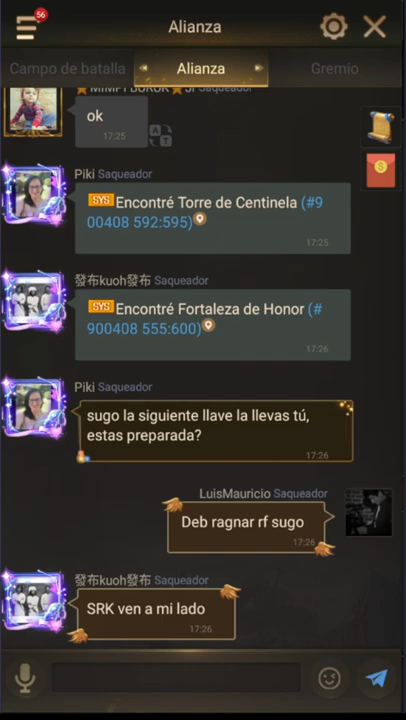 56
Alianza
Campo de batalla
Alianza
Gremio
Saqueador
ok
17:25
Piki Saqueador
SYS Encontré Torre de Centinela (#9
00408 592:595)
17:25
發布kuoh發布 Saqueador
SYS Encontré Fortaleza de Honor (#
900408 555:600)
17:26
Piki Saqueador
sugo la siguiente llave la llevas tú,
estas preparada?
17:26
LuisMauricio Saqueador
Deb ragnar rf sugo
17:26
發布kuoh發布 Saqueador
SRK ven a mi lado
17:26